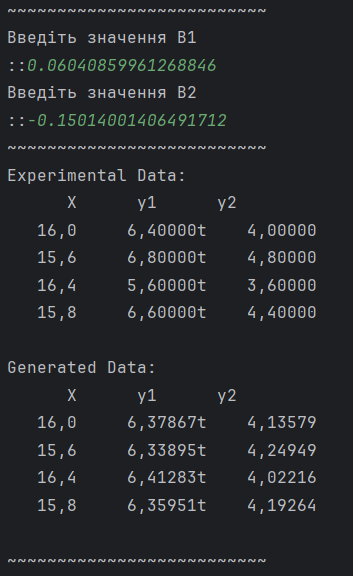 ~~~~~~~~~~~~~~~~~~~~~~~~~~
Введіть значення B1
::0.06040859961268846
Введіть значення B2
::-0.15014001406491712
~~~~~~~~~~~~~~~~~~~~~~~~~~
Experimental Data:
X y1 y2
16,0 6,40000t 4,00000
15,6 6,80000t 4,80000
16,4 5,60000t 3,60000
15,8 6,60000t 4,40000
Generated Data:
X y1 y2
16,0 6,37867t 4,13579
15,6 6,33895t 4,24949
16,4 6,41283t 4,02216
15,8 6,35951t 4,19264
~~~~~~~~~~~~~~~~~~~~~~~~~~